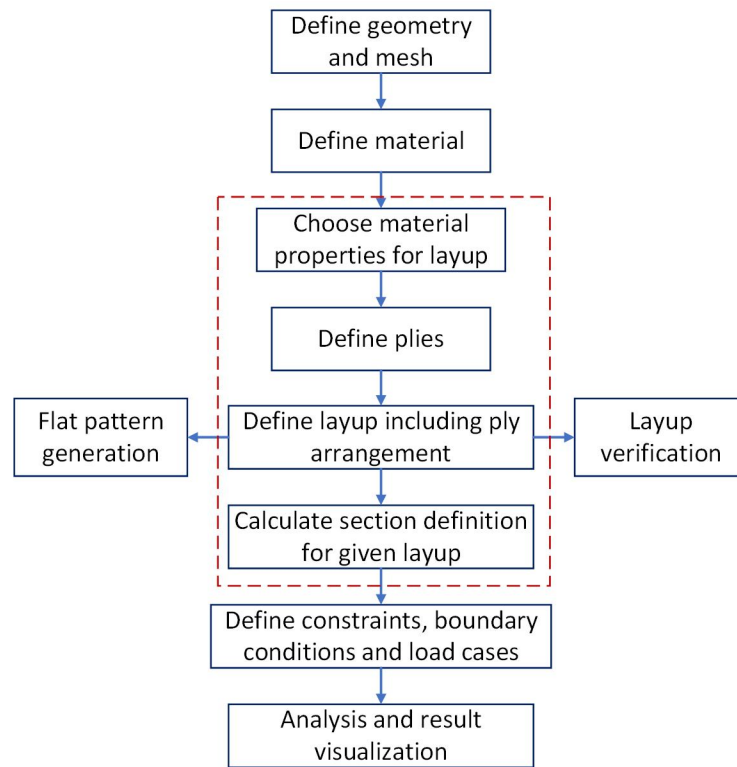 Define geometry
and mesh
Define material
Choose material
properties for layup
Define plies
Flat pattern
generation
Define layup including ply
arrangement
Layup
verification
Calculate section definition
for given layup
Define constraints, boundary
conditions and load cases
Analysis and result
visualization